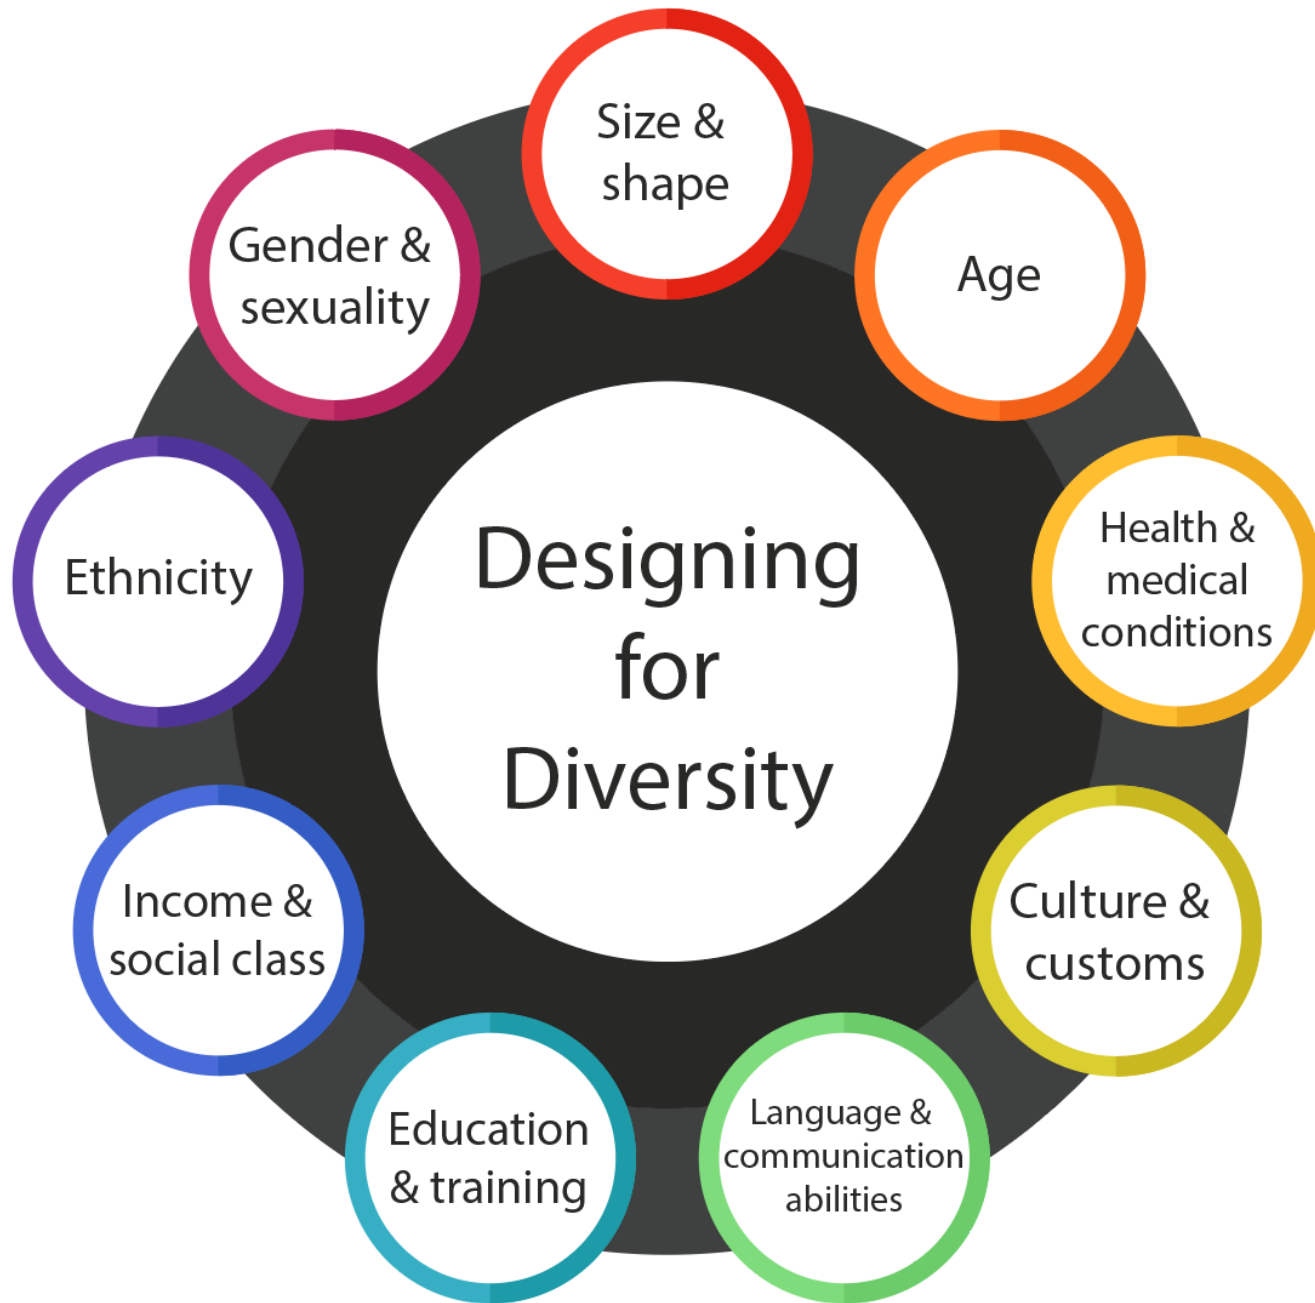 Designing
for
Diversity
Size &
shape
Age
Health &
medical
conditions
Culture &
customs
Language &
communication
abilities
Education
& training
Income &
social class
Ethnicity
Gender &
sexuality